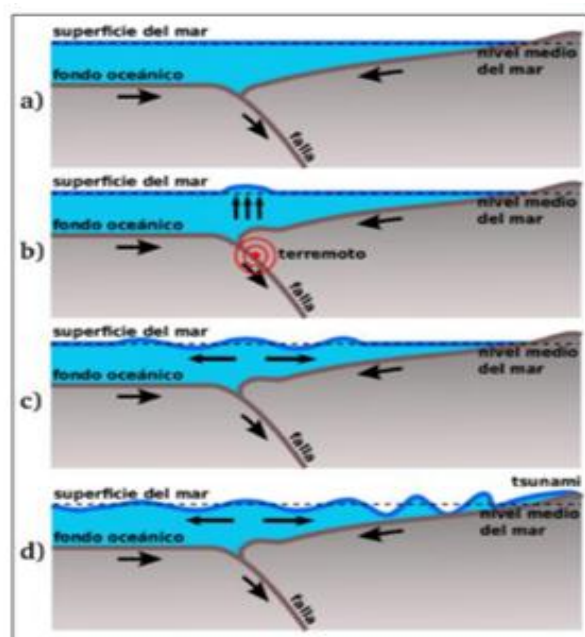 a)
superficie del mar
nivel medio
del mar
fondo oceánico
falla
b)
superficie del mar
nivel medio
del mar
fondo oceánico
terremoto
falla
c)
superficie del mar
nivel medio
del mar
fondo oceánico
falla
d)
tsunami
superficie del mar
nivel medio
del mar
fondo oceánico
falla